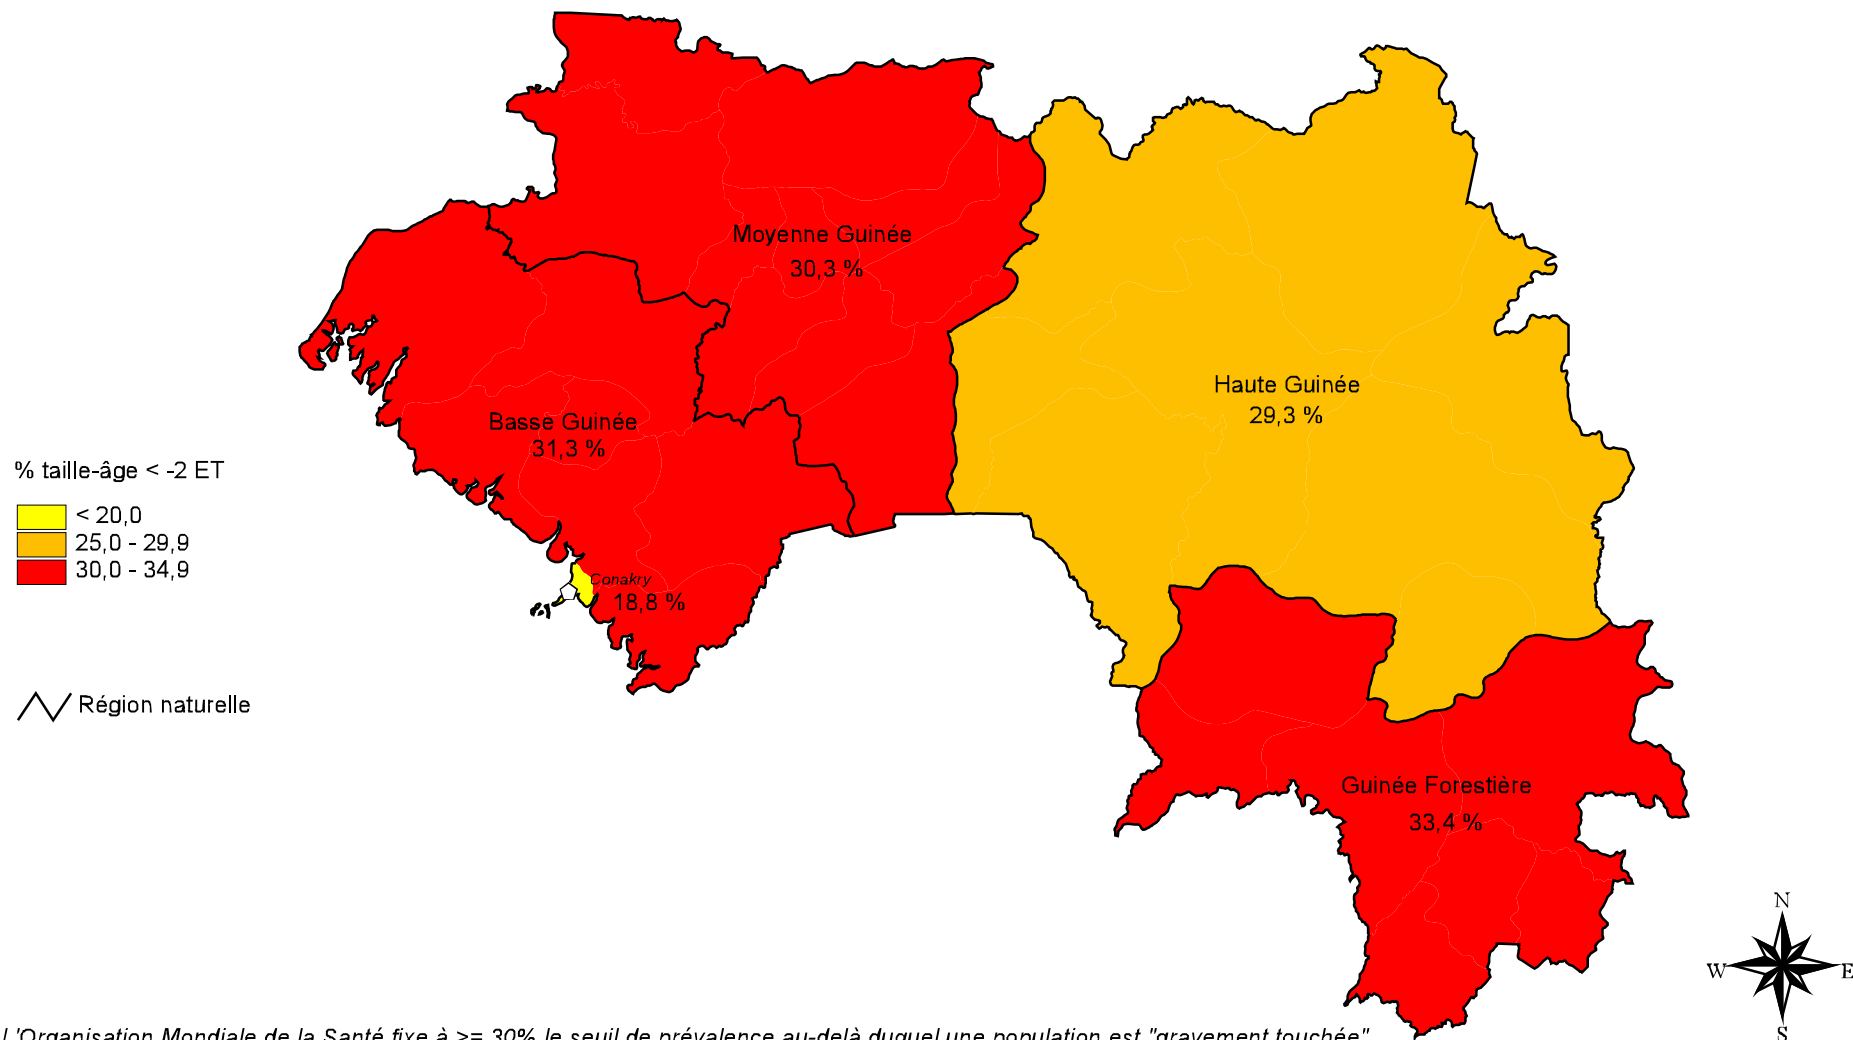 Moyenne Guinée
30,3 %
Haute Guinée
29,3 %
Basse Guinée
31,3 %
% taille-âge < -2 ET
< 20,0
25,0 - 29,9
30,0 - 34,9
Conakry
18,8 %
Région naturelle
Guinée Forestière
33,4 %
N
W
E
S
L'Organisation Mondiale de la Santé fixe à >= 30% le seuil de prévalence au-delà duquel une population est "gravement touchée"